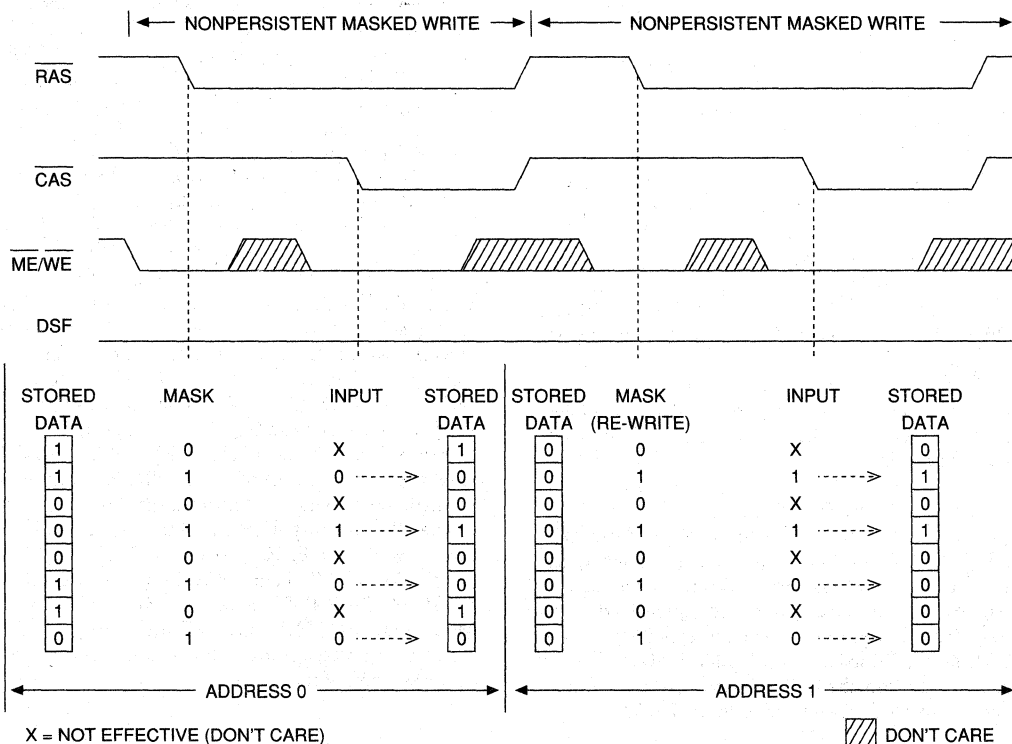 NONPERSISTENT MASKED WRITE NONPERSISTENT MASKED WRITE
RAS
CAS
ME/WE
DSF
STORED MASK INPUT STORED STORED MASK INPUT STORED
DATA DATA DATA (RE-WRITE) DATA
1 0 X 1 0 0 X 0
1 1 0 0 0 1 1 1
0 0 X 0 0 0 X 0
0 1 1 1 0 1 1 1
0 0 X 0 0 0 X 0
1 1 0 0 0 1 0 0
1 0 X 1 0 0 X 0
0 1 0 0 0 1 0 0
ADDRESS 0 ADDRESS 1
X = NOT EFFECTIVE (DON'T CARE) DON'T CARE